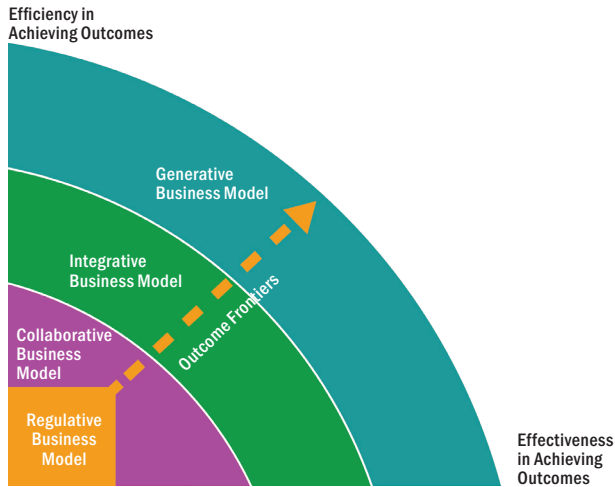 Efficiency in
Achieving Outcomes
Generative
Business Model
Integrative
Business Model
Outcome Frontiers
Collaborative
Business
Model
Regulative
Business
Model
Effectiveness
in Achieving
Outcomes